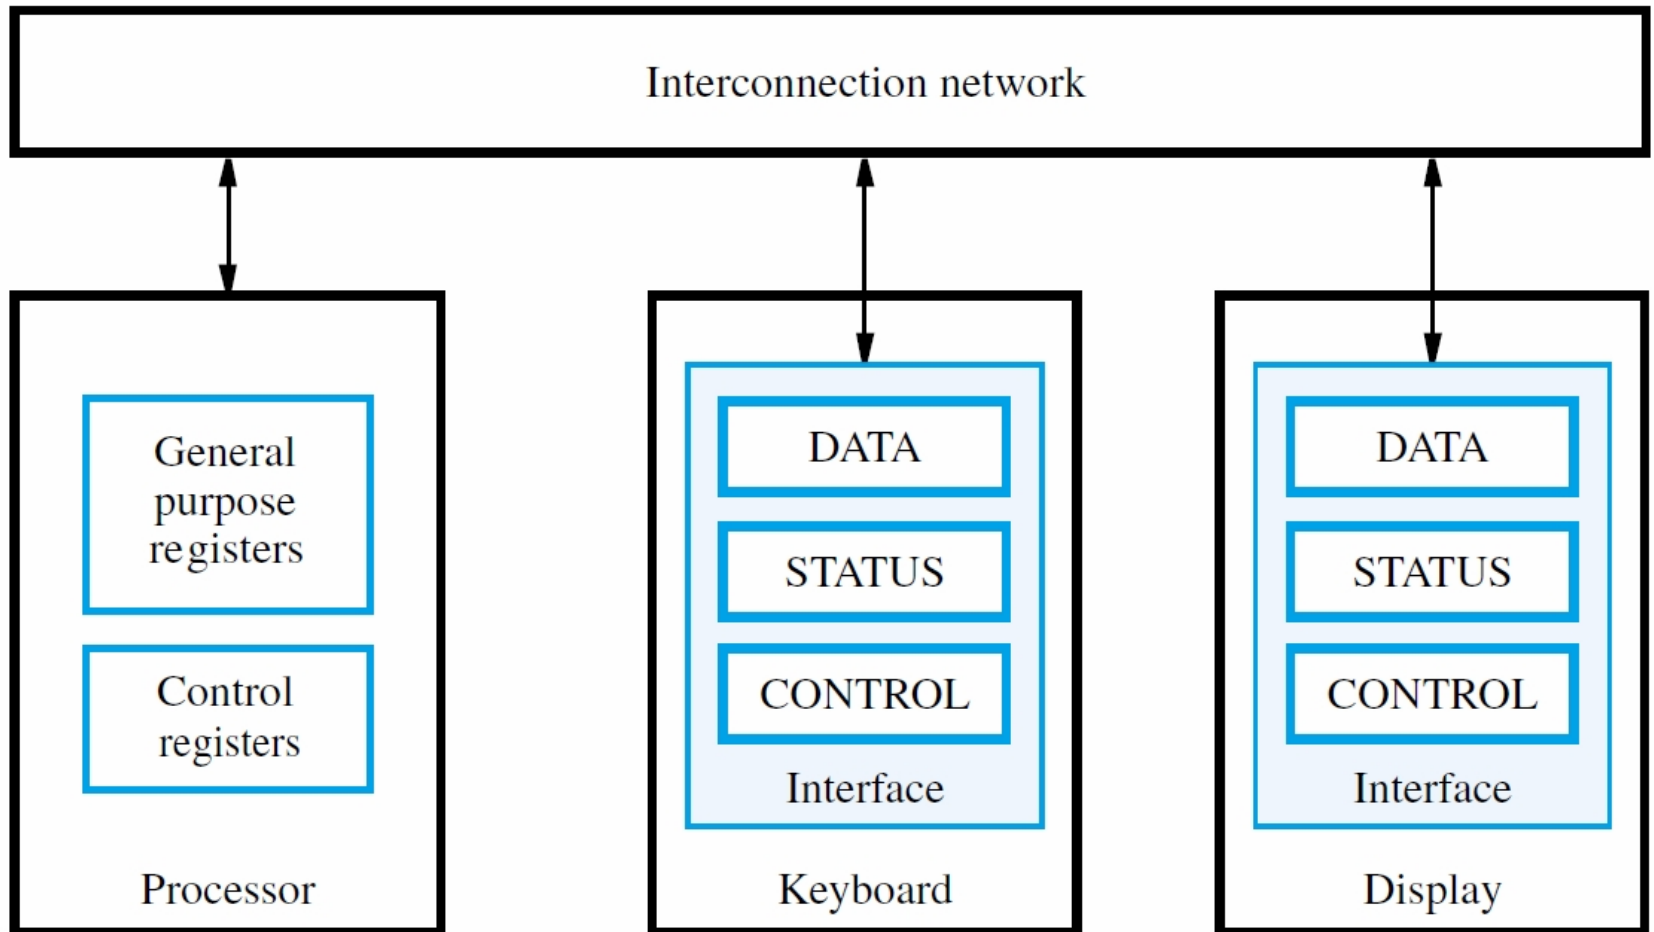 Interconnection network
General
purpose
registers
Control
registers
Processor
DATA
STATUS
CONTROL
Interface
Keyboard
DATA
STATUS
CONTROL
Interface
Display